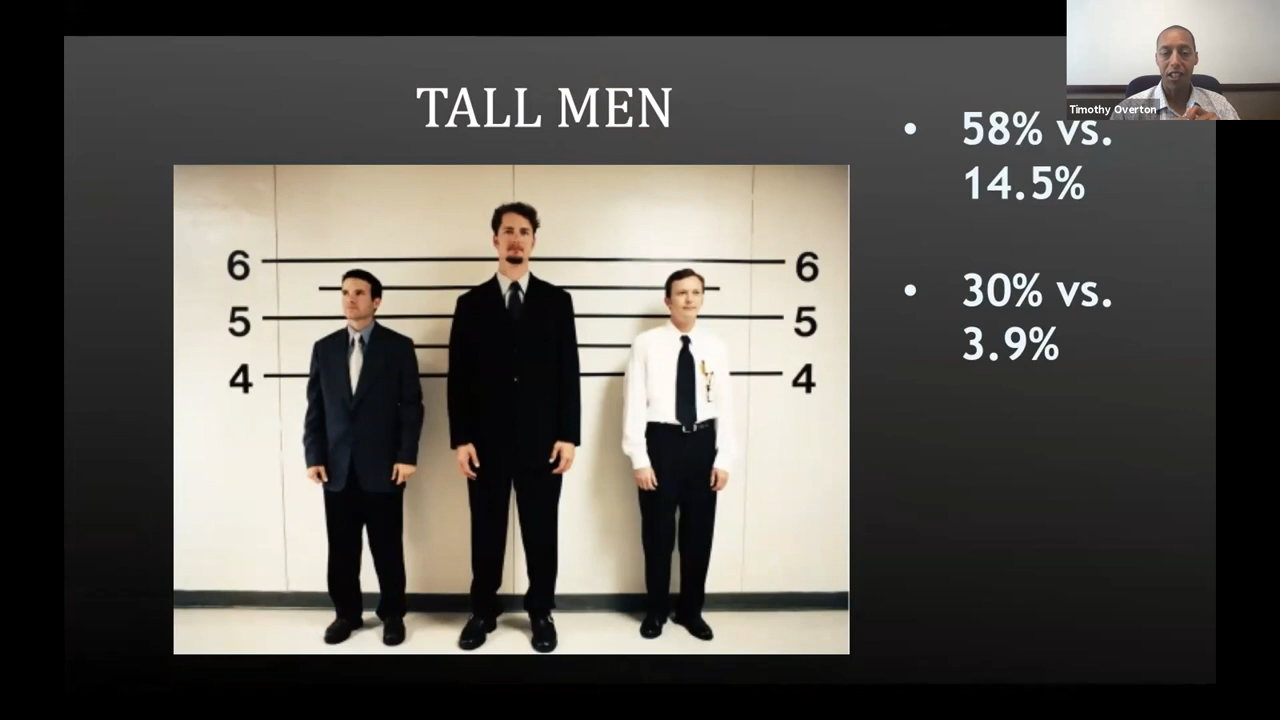 Timothy Overton
TALL MEN
• 58% vs.
14.5%
• 30% vs.
3.9%
6 6
5 5
4 4